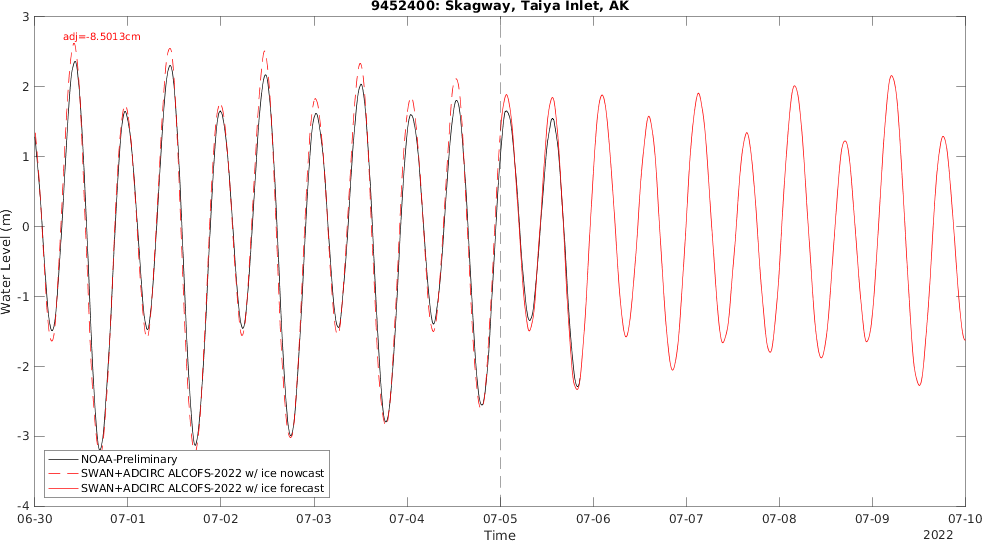 9452400: Skagway, Taiya Inlet, AK
adj=-8.5013cm
3
2
1
0
-1
-2
-3
-4
Water Level (m)
NOAA-Preliminary
SWAN+ADCIRC ALCOFS-2022 w/ ice nowcast
SWAN+ADCIRC ALCOFS-2022 w/ ice forecast
06-30 07-01 07-02 07-03 07-04 07-05 07-06 07-07 07-08 07-09 07-10
Time
2022